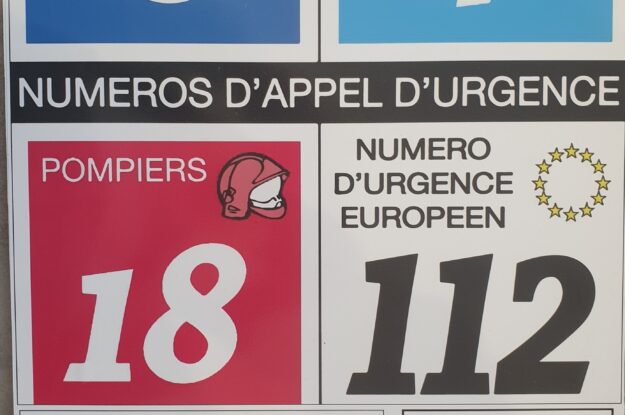 NUMEROS D'APPEL D'URGENCE
POMPIERS
18
NUMERO
D'URGENCE
EUROPEEN
112